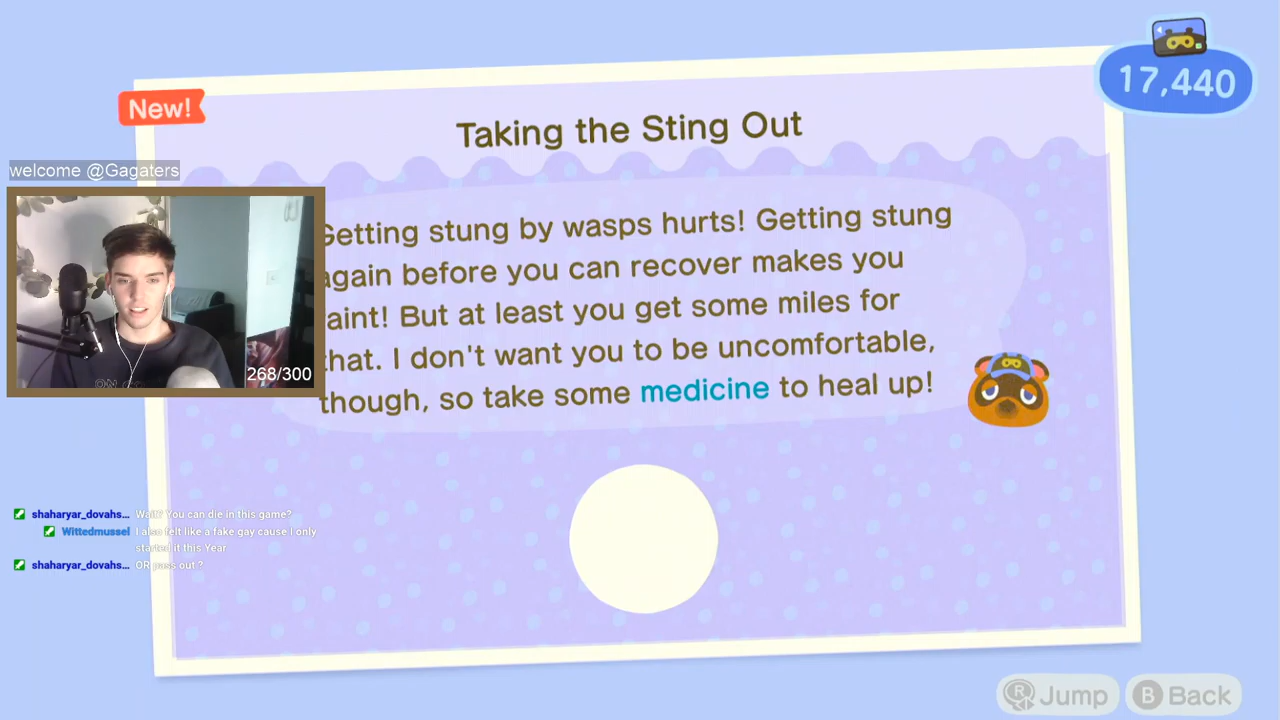 17,440
New!
Taking the Sting Out
welcome @Gagaters
Getting stung by wasps hurts! Getting stung
again before you can recover makes you
aint! But at least you get some miles for
that. I don't want you to be uncomfortable,
though, so take some medicine to heal up!
268/300
shaharyar_dovahs... Wait? You can die in this game?
Wittedmussel I also felt like a fake gay cause I only
started it this Year
shaharyar_dovahs... OR pass out ?
R Jump
B Back